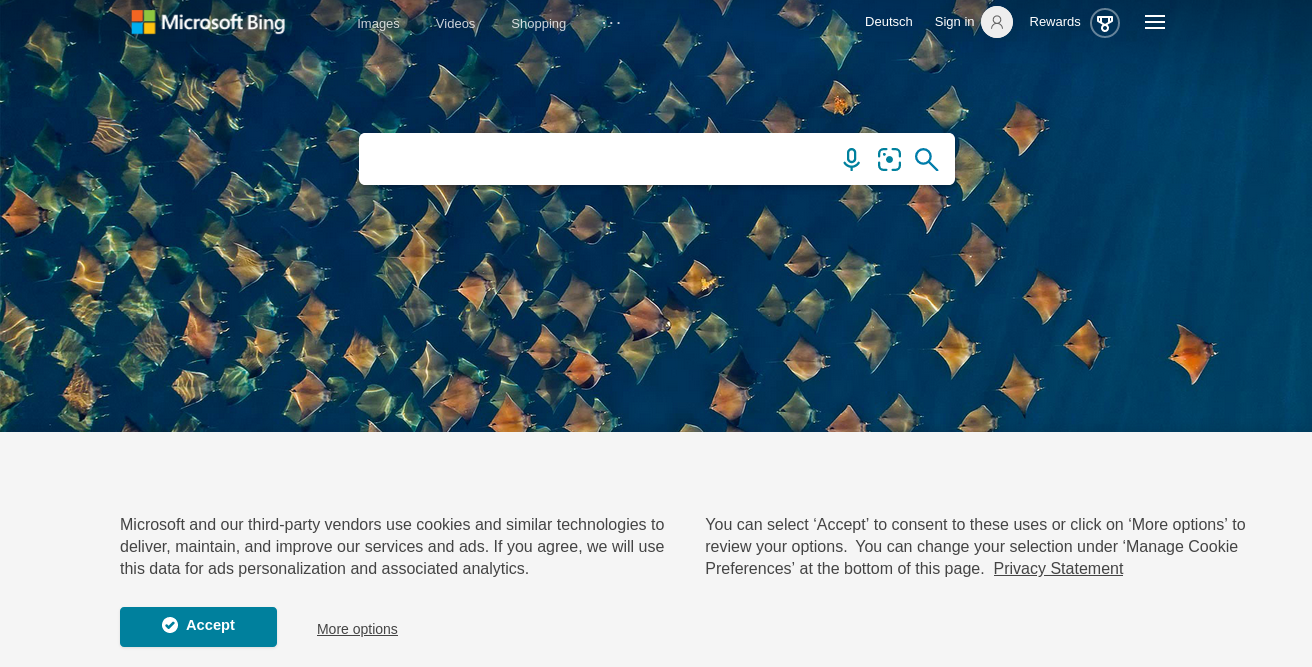 Microsoft Bing
Images Videos Shopping ... Deutsch Sign in Rewards
Microsoft and our third-party vendors use cookies and similar technologies to
deliver, maintain, and improve our services and ads. If you agree, we will use
this data for ads personalization and associated analytics.
You can select ‘Accept’ to consent to these uses or click on ‘More options’ to
review your options.  You can change your selection under ‘Manage Cookie
Preferences’ at the bottom of this page.  Privacy Statement
Accept
More options